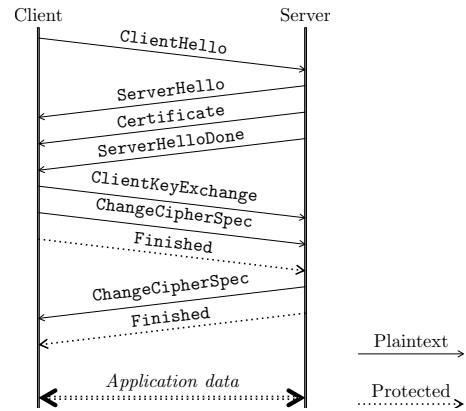 Client
Server
ClientHello
ServerHello
Certificate
ServerHelloDone
ClientKeyExchange
ChangeCipherSpec
Finished
ChangeCipherSpec
Finished
Plaintext
Application data
Protected